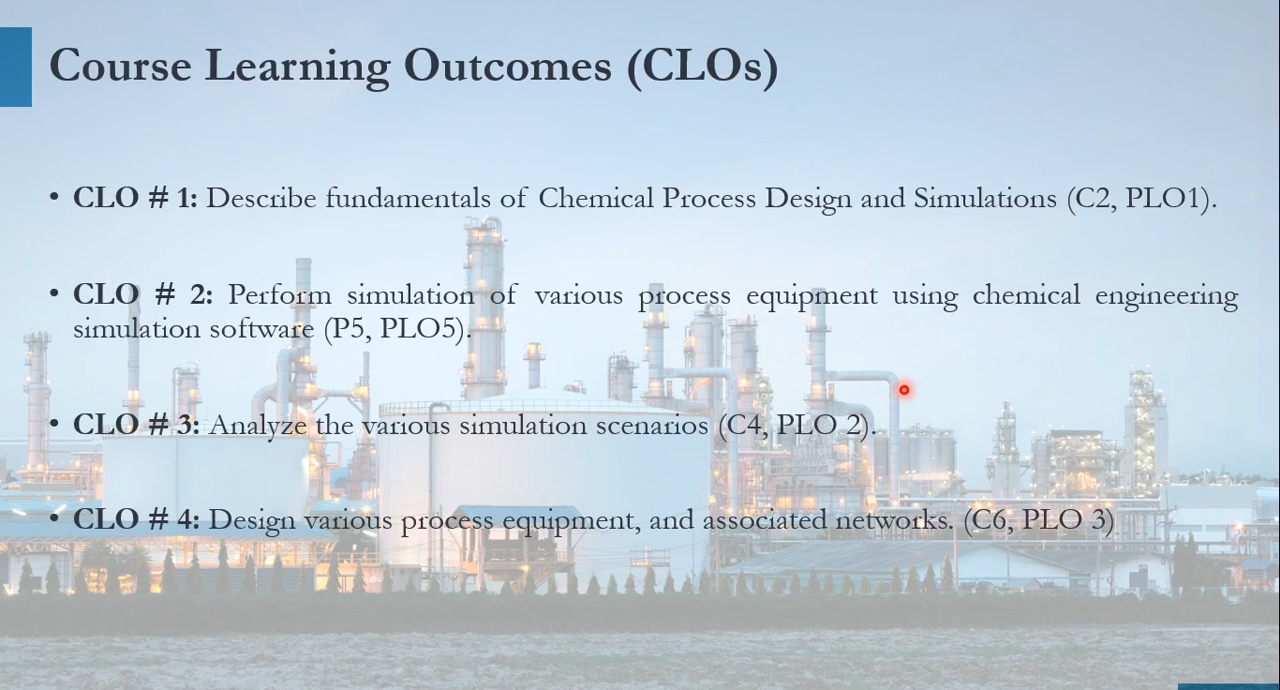 Course Learning Outcomes (CLOs)
• CLO # 1: Describe fundamentals of Chemical Process Design and Simulations (C2, PLO1).
• CLO # 2: Perform simulation of various process equipment using chemical engineering
simulation software (P5, PLO5).
• CLO # 3: Analyze the various simulation scenarios (C4, PLO 2).
• CLO # 4: Design various process equipment, and associated networks. (C6, PLO 3)